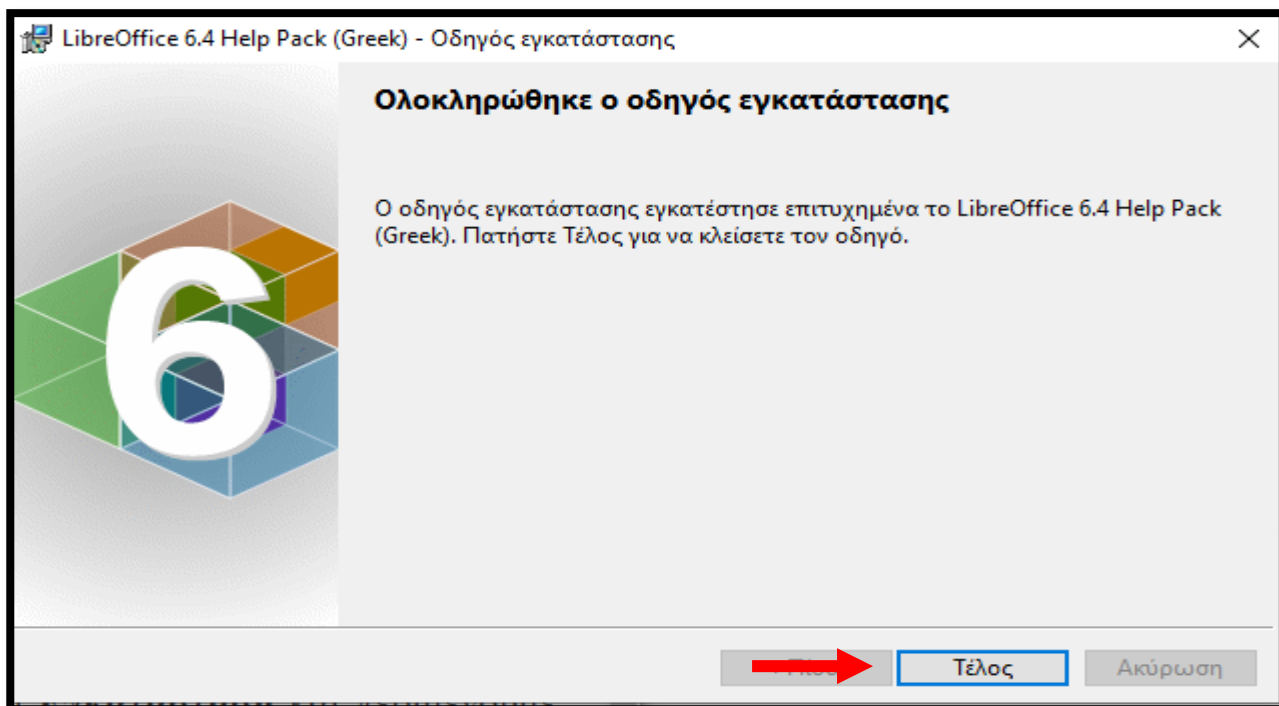 LibreOffice 6.4 Help Pack (Greek) - Οδηγός εγκατάστασης
Ολοκληρώθηκε ο οδηγός εγκατάστασης
Ο οδηγός εγκατάστασης εγκατέστησε επιτυχημένα το LibreOffice 6.4 Help Pack
(Greek). Πατήστε Τέλος για να κλείσετε τον οδηγό.
6
Τέλος Ακύρωση